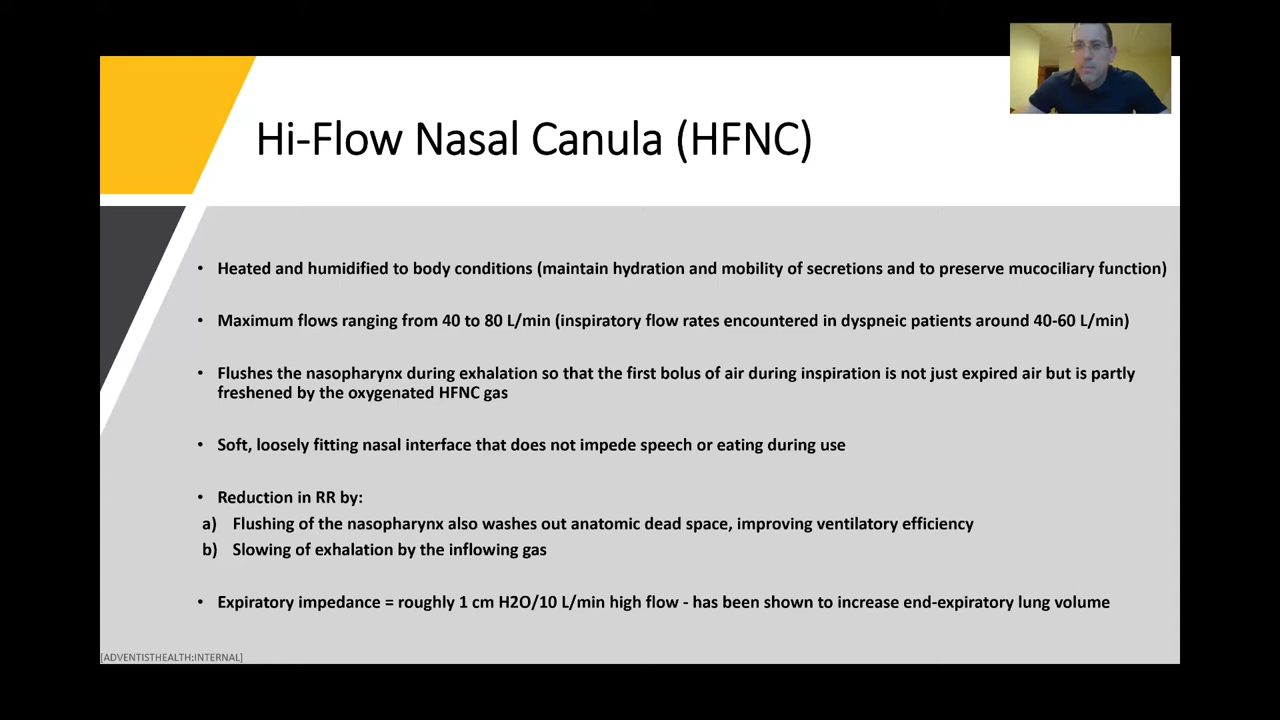 Hi-Flow Nasal Canula (HFNC)
• Heated and humidified to body conditions (maintain hydration and mobility of secretions and to preserve mucociliary function)
• Maximum flows ranging from 40 to 80 L/min (inspiratory flow rates encountered in dyspneic patients around 40-60 L/min)
• Flushes the nasopharynx during exhalation so that the first bolus of air during inspiration is not just expired air but is partly
freshened by the oxygenated HFNC gas
• Soft, loosely fitting nasal interface that does not impede speech or eating during use
• Reduction in RR by:
a) Flushing of the nasopharynx also washes out anatomic dead space, improving ventilatory efficiency
b) Slowing of exhalation by the inflowing gas
• Expiratory impedance = roughly 1 cm H2O/10 L/min high flow - has been shown to increase end-expiratory lung volume
[ADVENTISTHEALTH:INTERNAL]